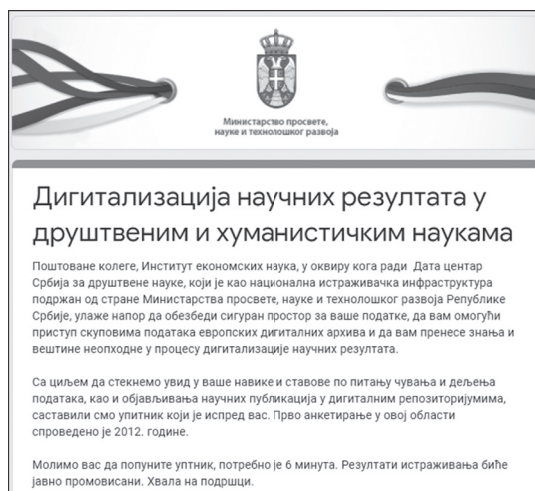 Министарство просвете,
науке и технолошког развоја
Дигитализација научних резултата у
друштвеним и хуманистичким наукама
Поштоване колеге, Институт економских наука, у оквиру кога ради Дата центар
Србија за друштвене науке, који је као национална истраживачка инфраструктура
подржан од стране Министарства просвете, науке и технолошког развоја Републике
Србије, улаже напор да обезбеди сигуран простор за ваше податке, да вам омогући
приступ скуповима података европских дигиталних архива и да вам пренесе знања и
вештине неопходне у процесу дигитализације научних резултата.
Са циљем да стекнемо увид у ваше навике и ставове по питању чувања и дељења
података, као и објављивања научних публикација у дигиталним репозиторијумима,
саставили смо упитник који је испред вас. Прво анкетирање у овој области
спроведено је 2012. године.
Молимо вас да попуните уптник, потребно је 6 минута. Резултати истраживања биће
јавно промовисани. Хвала на подршци.